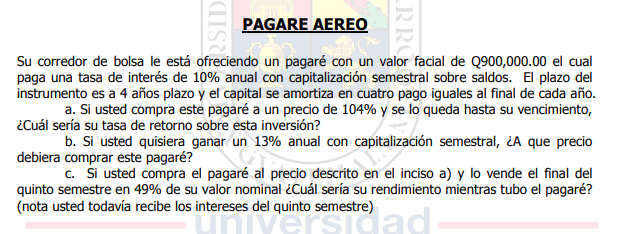 PAGARE AEREO
Su corredor de bolsa le está ofreciendo un pagaré con un valor facial de Q900,000.00 el cual
paga una tasa de interés de 10% anual con capitalización semestral sobre saldos. El plazo del
instrumento es a 4 años plazo y el capital se amortiza en cuatro pago iguales al final de cada año.
a. Si usted compra este pagaré a un precio de 104% y se lo queda hasta su vencimiento,
¿Cuál sería su tasa de retorno sobre esta inversión?
b. Si usted quisiera ganar un 13% anual con capitalización semestral, ¿A que precio
debiera comprar este pagaré?
c. Si usted compra el pagaré al precio descrito en el inciso a) y lo vende el final del
quinto semestre en 49% de su valor nominal ¿Cuál sería su rendimiento mientras tubo el pagaré?
(nota usted todavía recibe los intereses del quinto semestre)
universidad